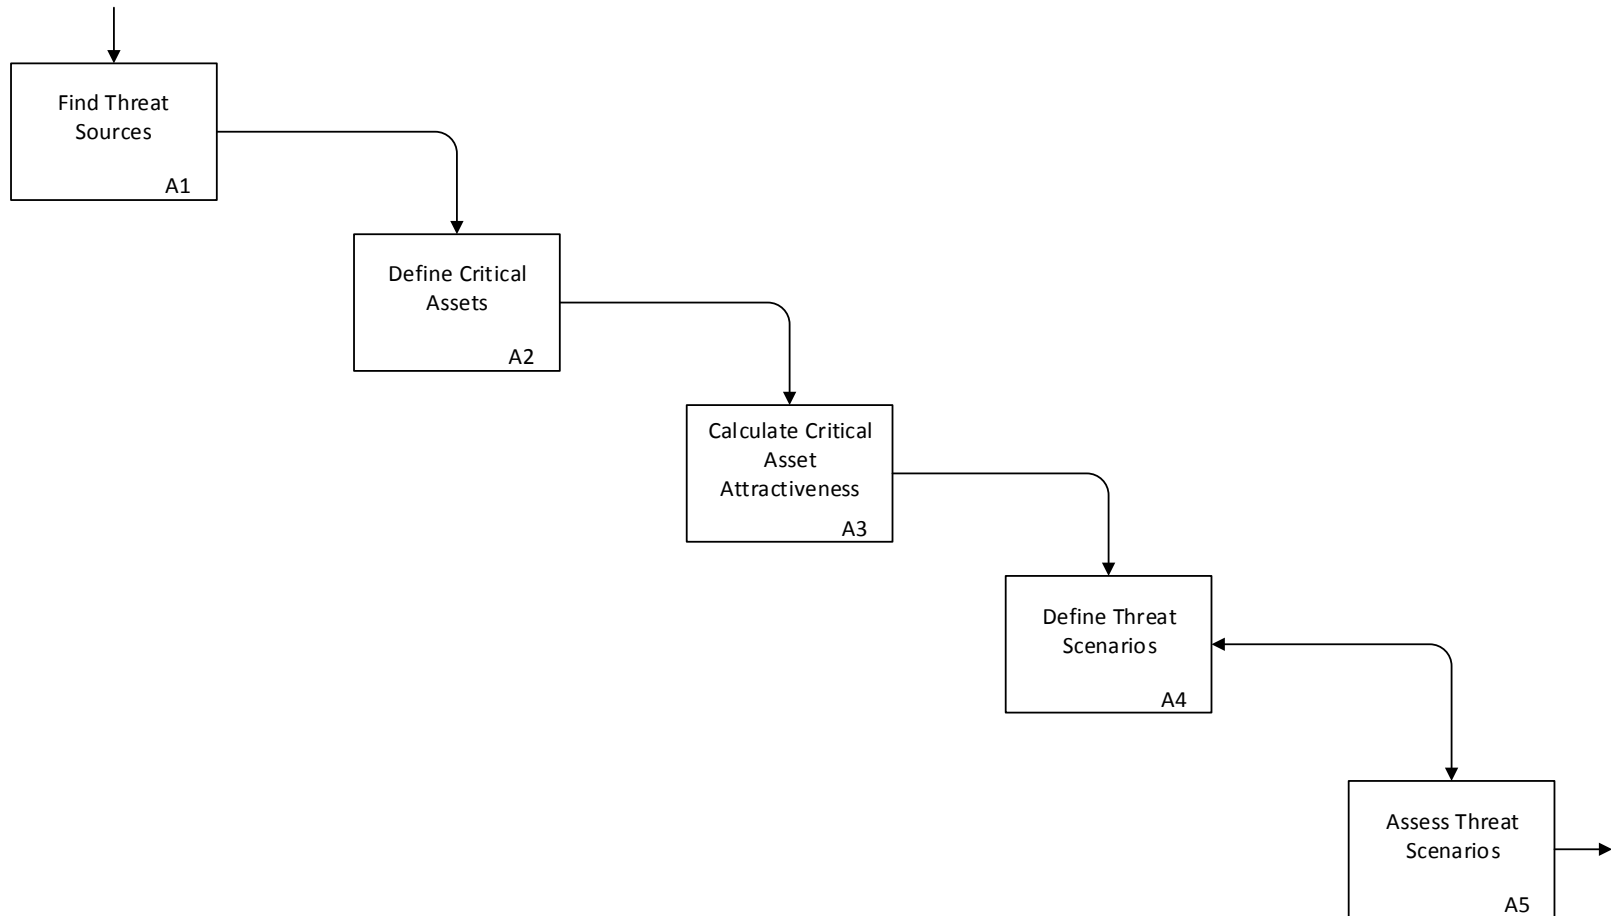 Find Threat
Sources
A1
Define Critical
Assets
A2
Calculate Critical
Asset
Attractiveness
A3
Define Threat
Scenarios
A4
Assess Threat
Scenarios
A5